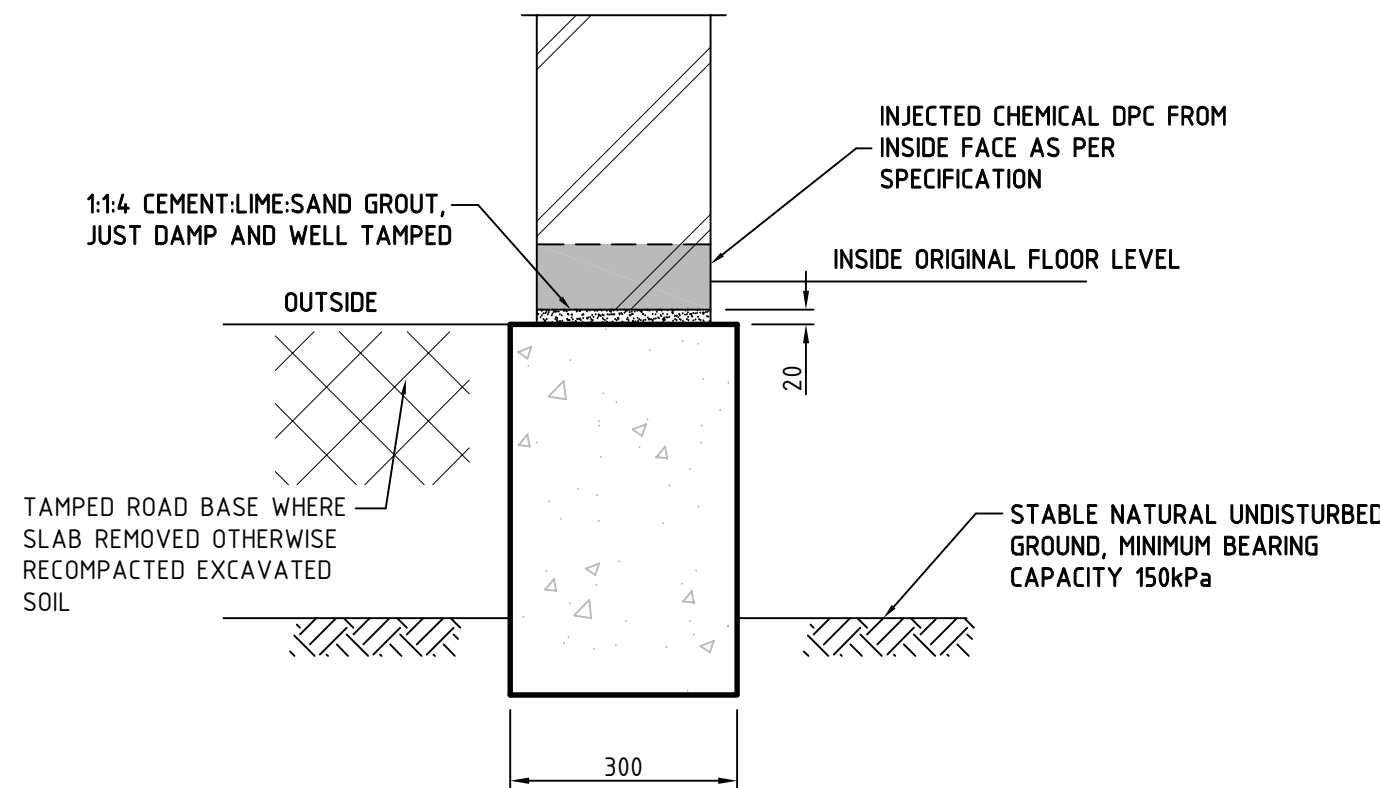 INJECTED CHEMICAL DPC FROM
INSIDE FACE AS PER
SPECIFICATION
1:1:4 CEMENT:LIME:SAND GROUT,
JUST DAMP AND WELL TAMPED
INSIDE ORIGINAL FLOOR LEVEL
OUTSIDE
20
TAMPED ROAD BASE WHERE
SLAB REMOVED OTHERWISE
RECOMPACTED EXCAVATED
SOIL
STABLE NATURAL UNDISTURBED
GROUND, MINIMUM BEARING
CAPACITY 150kPa
300